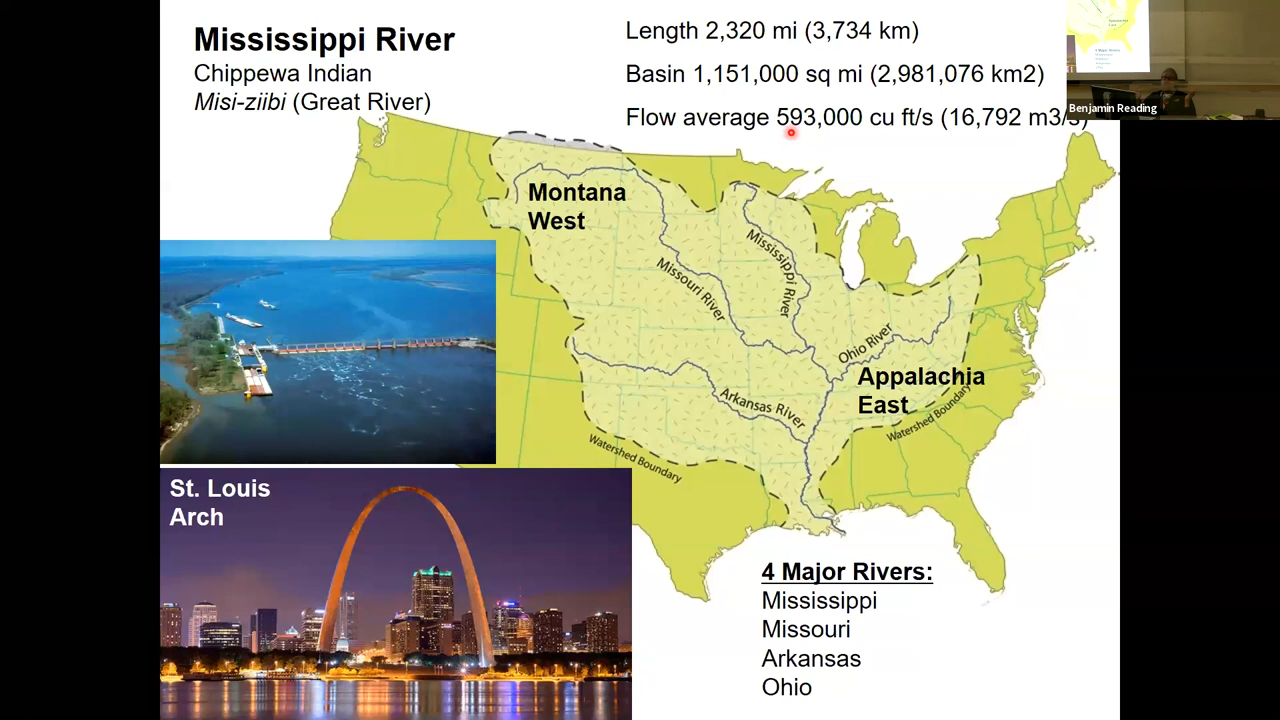 Mississippi River
Chippewa Indian
Misi-ziibi (Great River)
Length 2,320 mi (3,734 km)
Basin 1,151,000 sq mi (2,981,076 km2)
Flow average 593,000 cu ft/s (16,792 m3/s)
Benjamin Reading
Montana
West
Mississippi River
Missouri River
Ohio River
Appalachia
East
Arkansas River
Watershed Boundary
Watershed Boundary
St. Louis
Arch
4 Major Rivers:
Mississippi
Missouri
Arkansas
Ohio